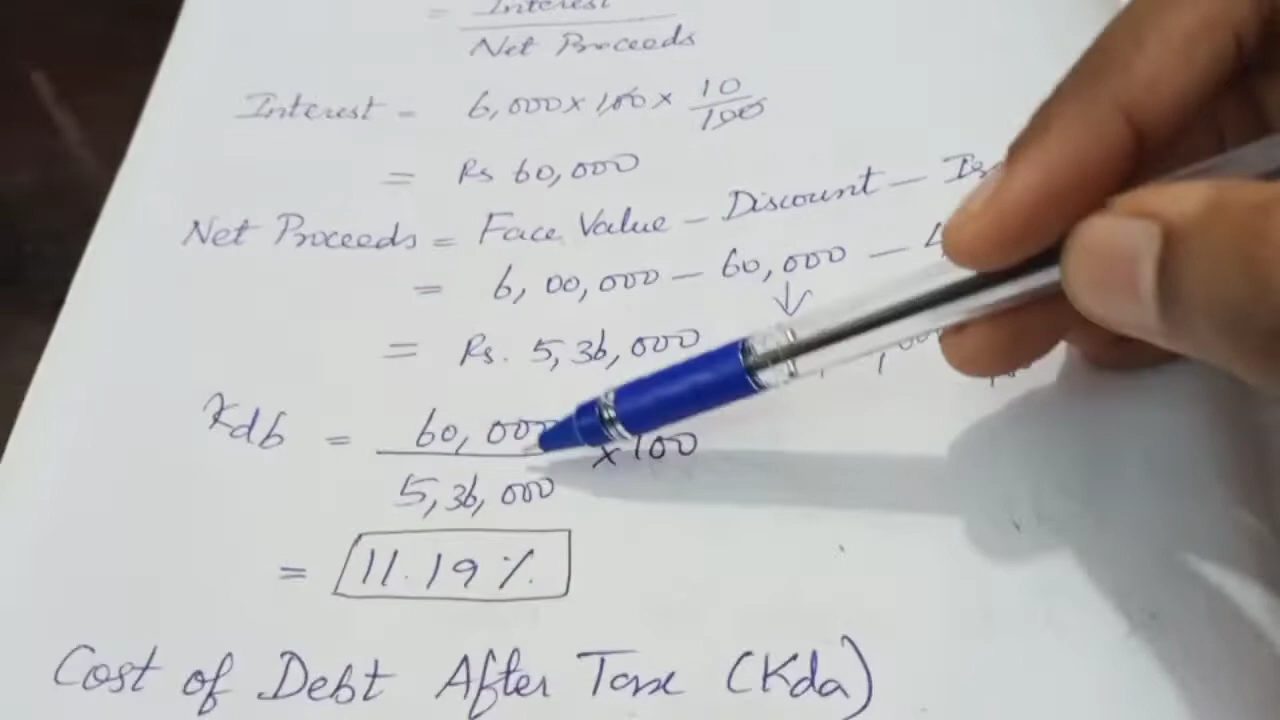 = Interest
Net Proceeds
Interest = 6,000 x 100 x 10/100
= Rs 60,000
Net Proceeds = Face Value - Discount -
= 6,00,000 - 60,000 -
= Rs. 5,36,000
Kdb = 60,000 x 100
5,36,000
= 11.19%
Cost of Debt After Tax (Kda)